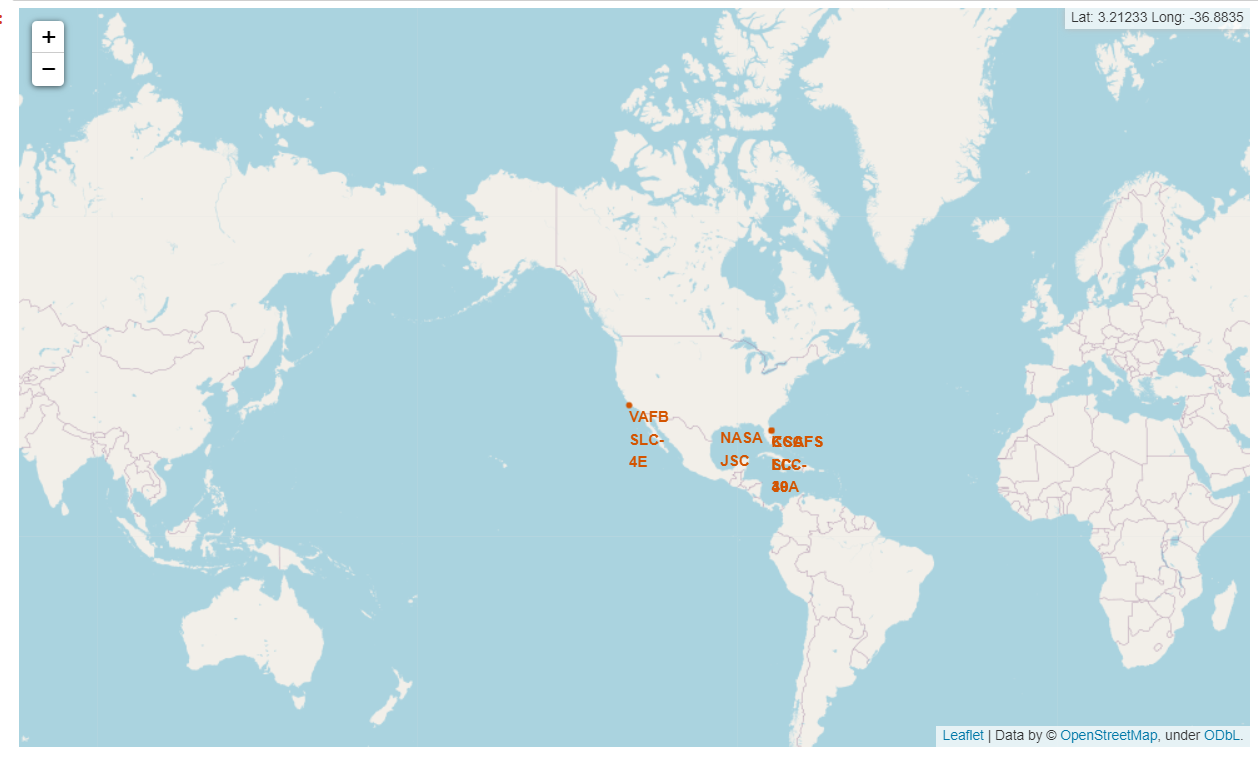 :
+
Lat: 3.21233 Long: -36.8835
−
VAFB
SLC-
4E
NASA
JSC
Leaflet | Data by © OpenStreetMap, under ODbL.